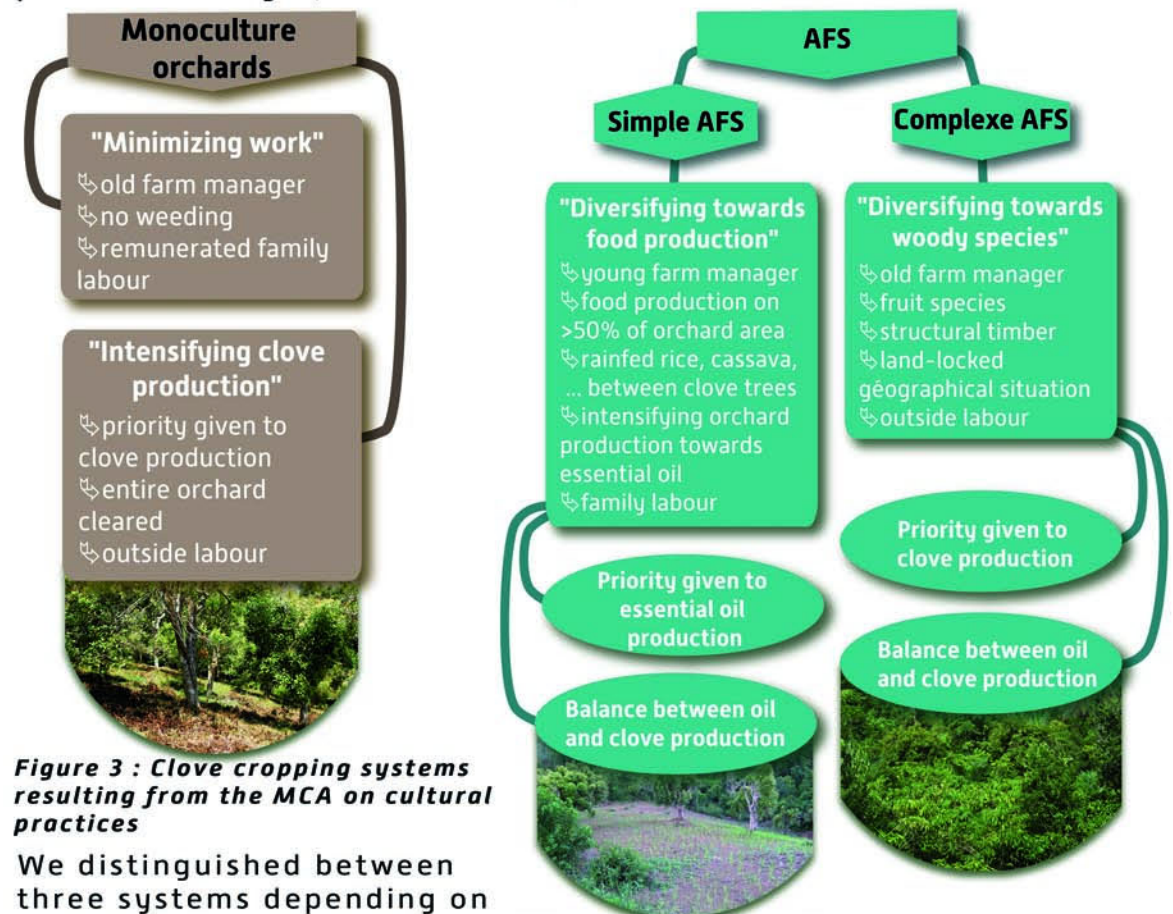 Monoculture
orchards
"Minimizing work"
old farm manager
no weeding
remunerated family
labour
"Intensifying clove
production"
priority given to
clove production
entire orchard
cleared
outside labour
AFS
Simple AFS
"Diversifying towards
food production"
young farm manager
food production on
>50% of orchard area
rainfed rice, cassava,
... between clove trees
intensifying orchard
production towards
essential oil
family labour
Priority given to
essential oil
production
Balance between oil
and clove production
Complexe AFS
"Diversifying towards
woody species"
old farm manager
fruit species
structural timber
land-locked
géographical situation
outside labour
Priority given to
clove production
Balance between oil
and clove production
Figure 3 : Clove cropping systems
resulting from the MCA on cultural
practices
We distinguished between
three systems depending on